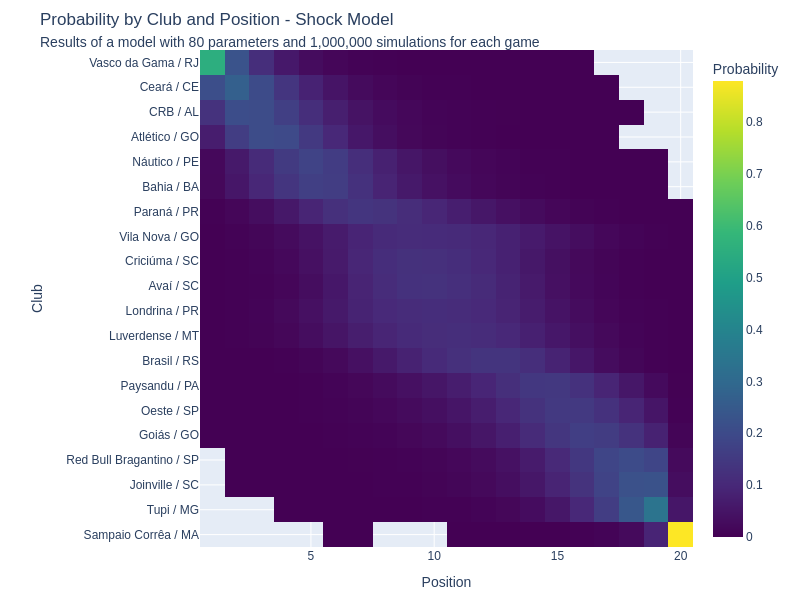 Probability by Club and Position - Shock Model
Results of a model with 80 parameters and 1,000,000 simulations for each game
Probability
Club
Vasco da Gama / RJ
Ceará / CE
CRB / AL
Atlético / GO
Náutico / PE
Bahia / BA
Paraná / PR
Vila Nova / GO
Criciúma / SC
Avaí / SC
Londrina / PR
Luverdense / MT
Brasil / RS
Paysandu / PA
Oeste / SP
Goiás / GO
Red Bull Bragantino / SP
Joinville / SC
Tupi / MG
Sampaio Corrêa / MA
0.8
0.7
0.6
0.5
0.4
0.3
0.2
0.1
0
5 10 15 20
Position